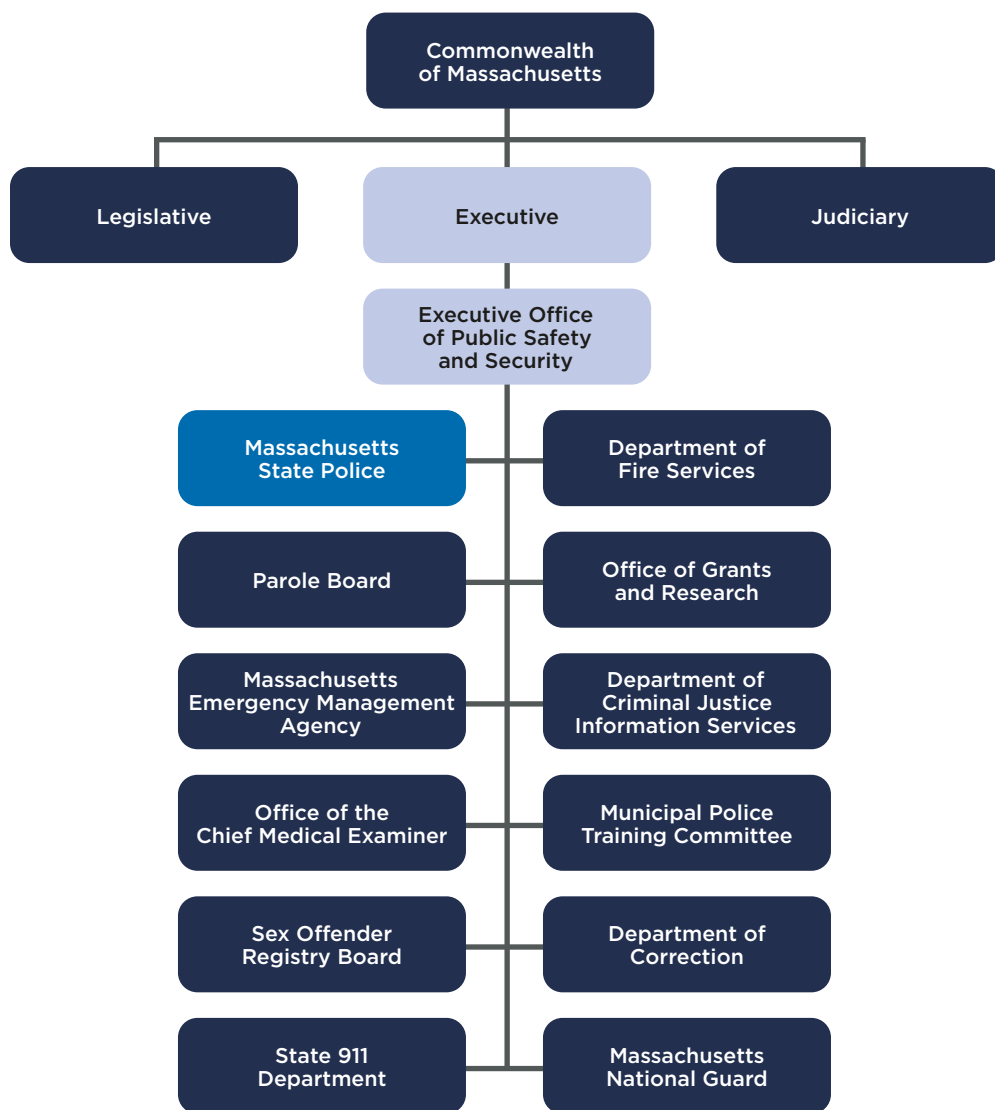 Commonwealth
of Massachusetts
Legislative
Executive
Judiciary
Executive Office
of Public Safety
and Security
Massachusetts
State Police
Department of
Fire Services
Parole Board
Office of Grants
and Research
Massachusetts
Emergency Management
Agency
Department of
Criminal Justice
Information Services
Office of the
Chief Medical Examiner
Municipal Police
Training Committee
Sex Offender
Registry Board
Department of
Correction
State 911
Department
Massachusetts
National Guard